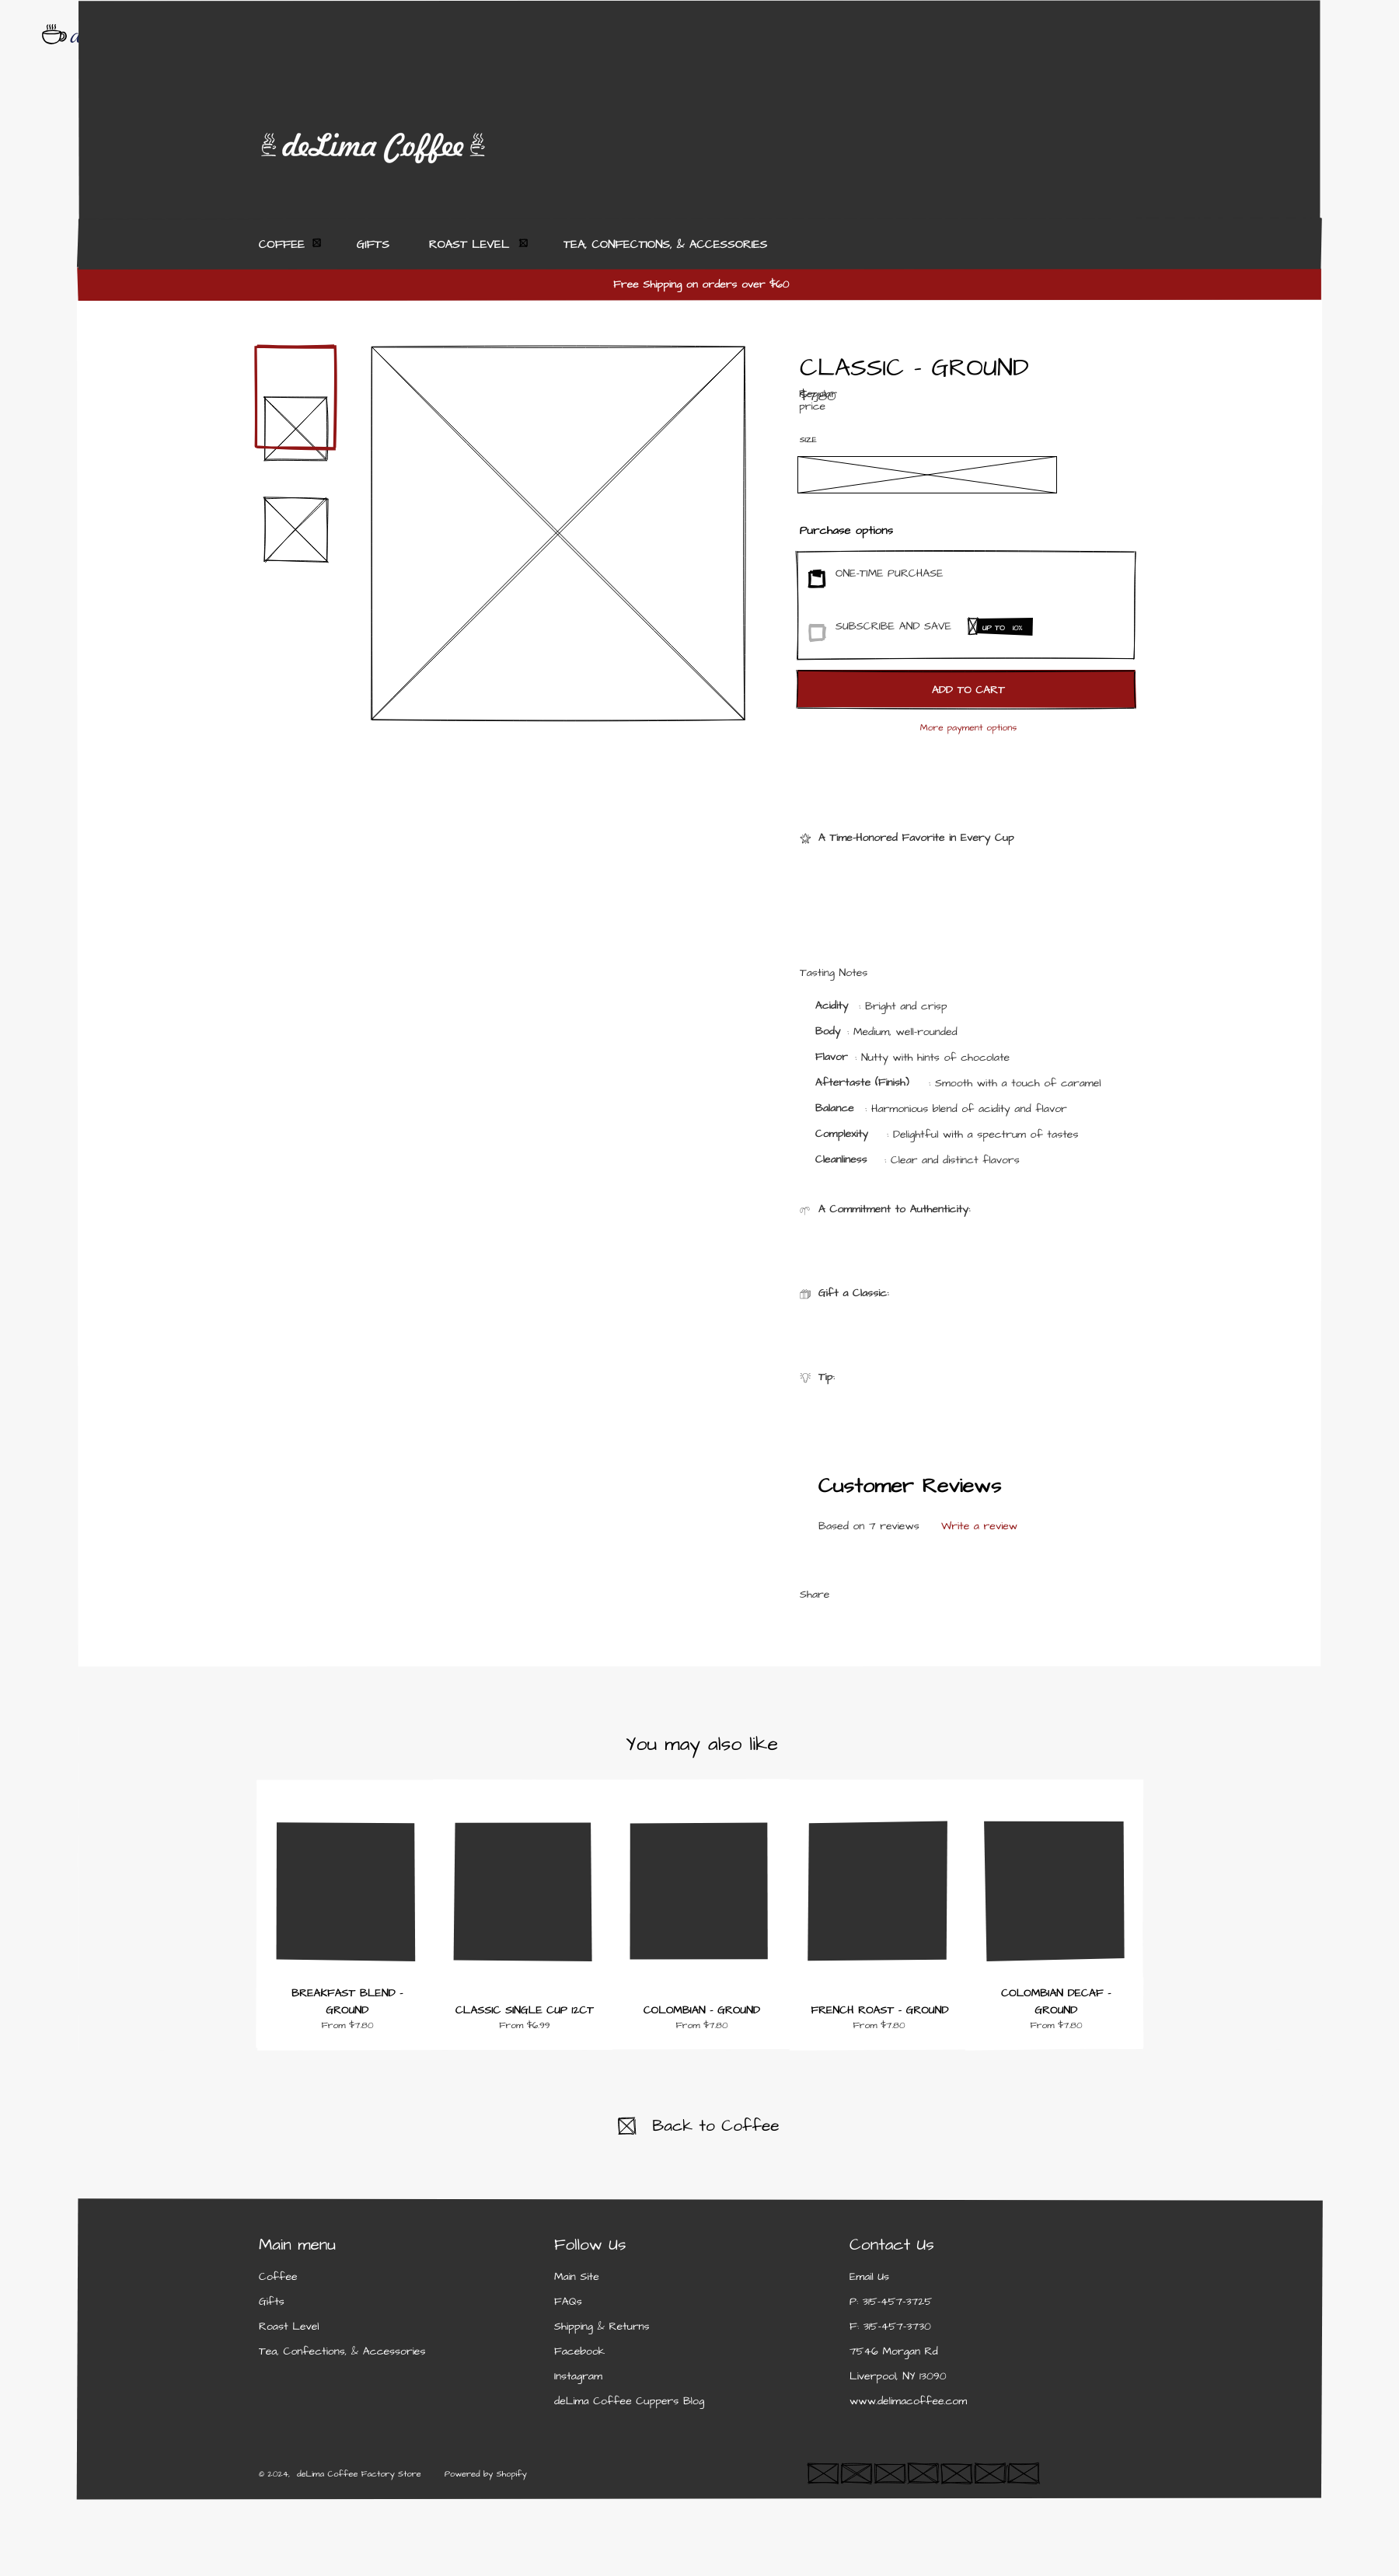 deLima Coffee
COFFEE GIFTS ROAST LEVEL TEA, CONFECTIONS, & ACCESSORIES
Free Shipping on orders over $60
CLASSIC - GROUND
Regular
$7.80
price
SIZE
Purchase options
ONE-TIME PURCHASE
SUBSCRIBE AND SAVE UP TO 10%
ADD TO CART
More payment options
A Time-Honored Favorite in Every Cup
Tasting Notes
Acidity : Bright and crisp
Body : Medium, well-rounded
Flavor : Nutty with hints of chocolate
Aftertaste (Finish) : Smooth with a touch of caramel
Balance : Harmonious blend of acidity and flavor
Complexity : Delightful with a spectrum of tastes
Cleanliness : Clear and distinct flavors
A Commitment to Authenticity:
Gift a Classic:
Tip:
Customer Reviews
Based on 7 reviews Write a review
Share
You may also like
BREAKFAST BLEND -
GROUND
From $7.80
CLASSIC SINGLE CUP 12CT
From $6.99
COLOMBIAN - GROUND
From $7.80
FRENCH ROAST - GROUND
From $7.80
COLOMBIAN DECAF -
GROUND
From $7.80
Back to Coffee
Main menu
Coffee
Gifts
Roast Level
Tea, Confections, & Accessories
Follow Us
Main Site
FAQs
Shipping & Returns
Facebook
Instagram
deLima Coffee Cuppers Blog
Contact Us
Email Us
P: 315-457-3725
F: 315-457-3730
7546 Morgan Rd
Liverpool, NY 13090
www.delimacoffee.com
© 2024, deLima Coffee Factory Store Powered by Shopify